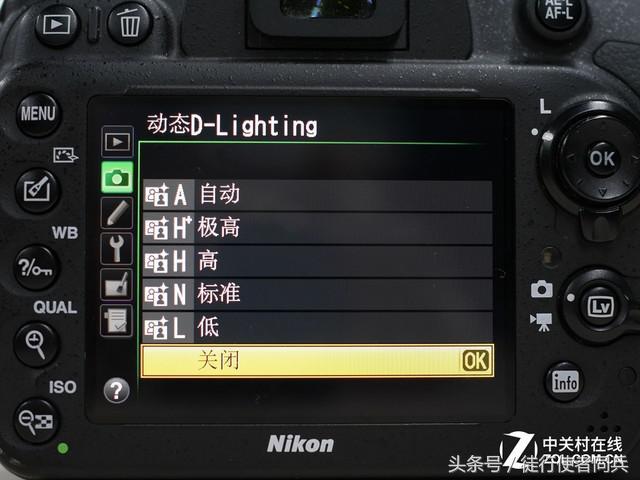 AE-L
AF-L
MENU
L
动态D-Lighting
OK
A 自动
WB
H+ 极高
?/
H 高
N 标准
Lv
QUAL
L 低
关闭 OK
?
info
ISO
Nikon
中关村在线
ZOL.COM.CN
头条号
徒行使者尚兵